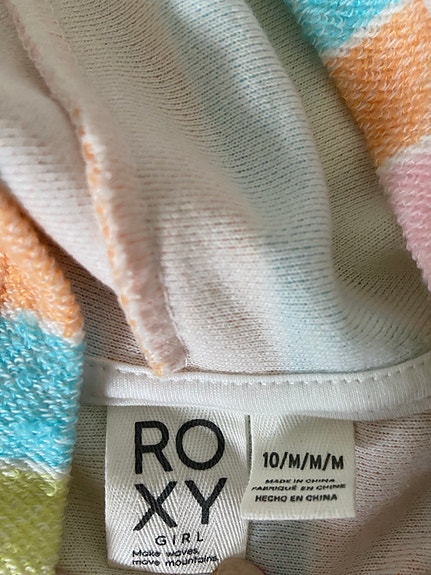 RO
XY
GIRL
Make waves,
move mountains.
10/M/M/M
MADE IN CHINA
FABRIQUÉ EN CHINE
HECHO EN CHINA